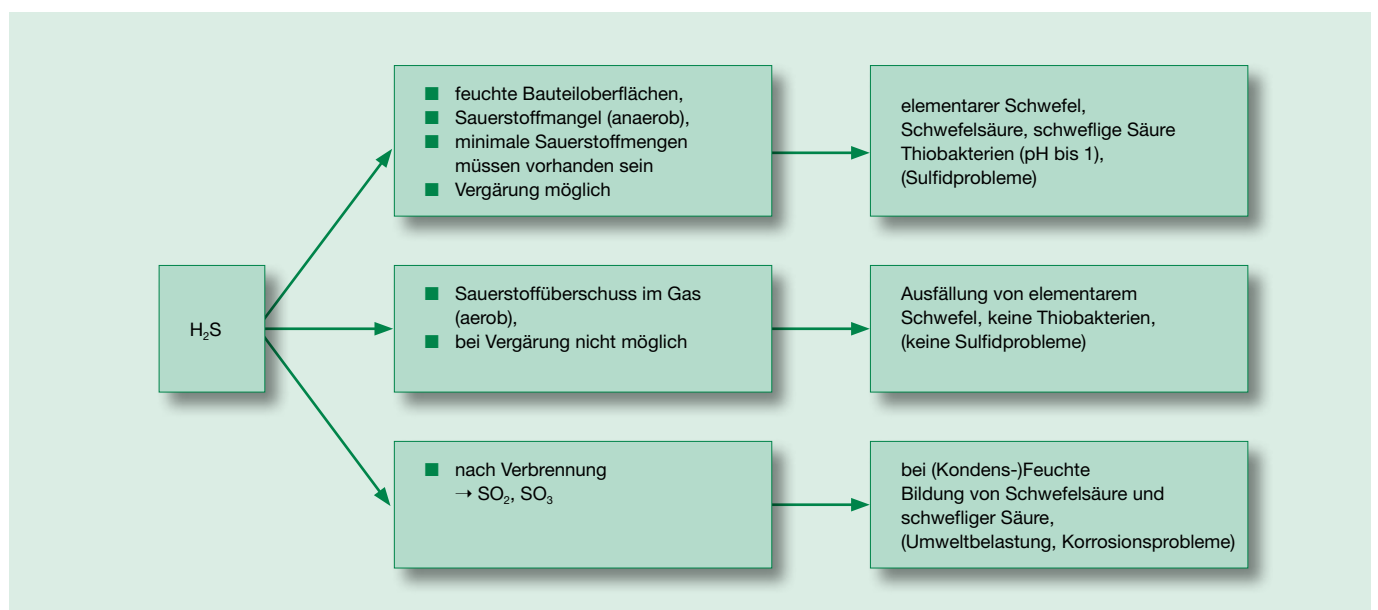 H₂S
■ feuchte Bauteiloberflächen,
■ Sauerstoffmangel (anaerob),
■ minimale Sauerstoffmengen
müssen vorhanden sein
■ Vergärung möglich
elementarer Schwefel,
Schwefelsäure, schweflige Säure
Thiobakterien (pH bis 1),
(Sulfidprobleme)
■ Sauerstoffüberschuss im Gas
(aerob),
■ bei Vergärung nicht möglich
Ausfällung von elementarem
Schwefel, keine Thiobakterien,
(keine Sulfidprobleme)
■ nach Verbrennung
→ SO₂, SO₃
bei (Kondens-)Feuchte
Bildung von Schwefelsäure und
schwefliger Säure,
(Umweltbelastung, Korrosionsprobleme)